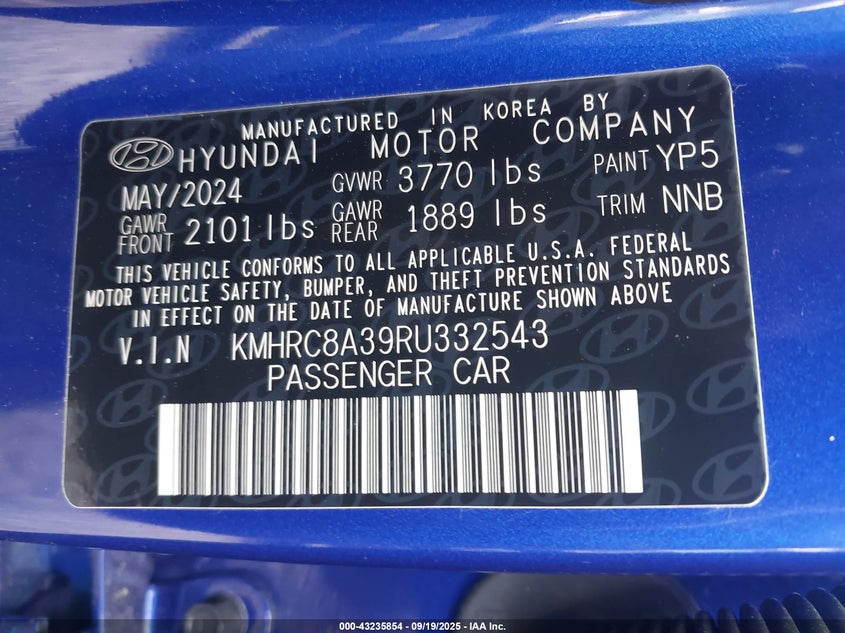 MANUFACTURED IN KOREA BY
HYUNDAI MOTOR COMPANY
MAY/2024 GVWR 3770 lbs PAINT YP5
GAWR FRONT 2101 lbs GAWR REAR 1889 lbs TRIM NNB
THIS VEHICLE CONFORMS TO ALL APPLICABLE U.S.A. FEDERAL
MOTOR VEHICLE SAFETY, BUMPER, AND THEFT PREVENTION STANDARDS
IN EFFECT ON THE DATE OF MANUFACTURE SHOWN ABOVE
V.I.N KMHRC8A39RU332543
PASSENGER CAR
000-43235854 / 09/19/2025 - IAA Inc.